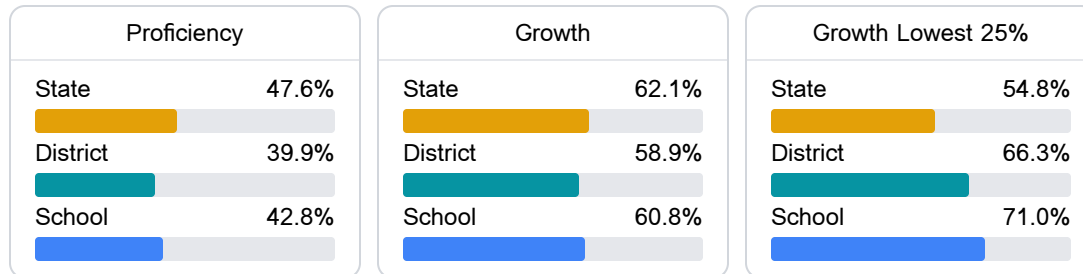 Proficiency
State 47.6%
District 39.9%
School 42.8%
Growth
State 62.1%
District 58.9%
School 60.8%
Growth Lowest 25%
State 54.8%
District 66.3%
School 71.0%